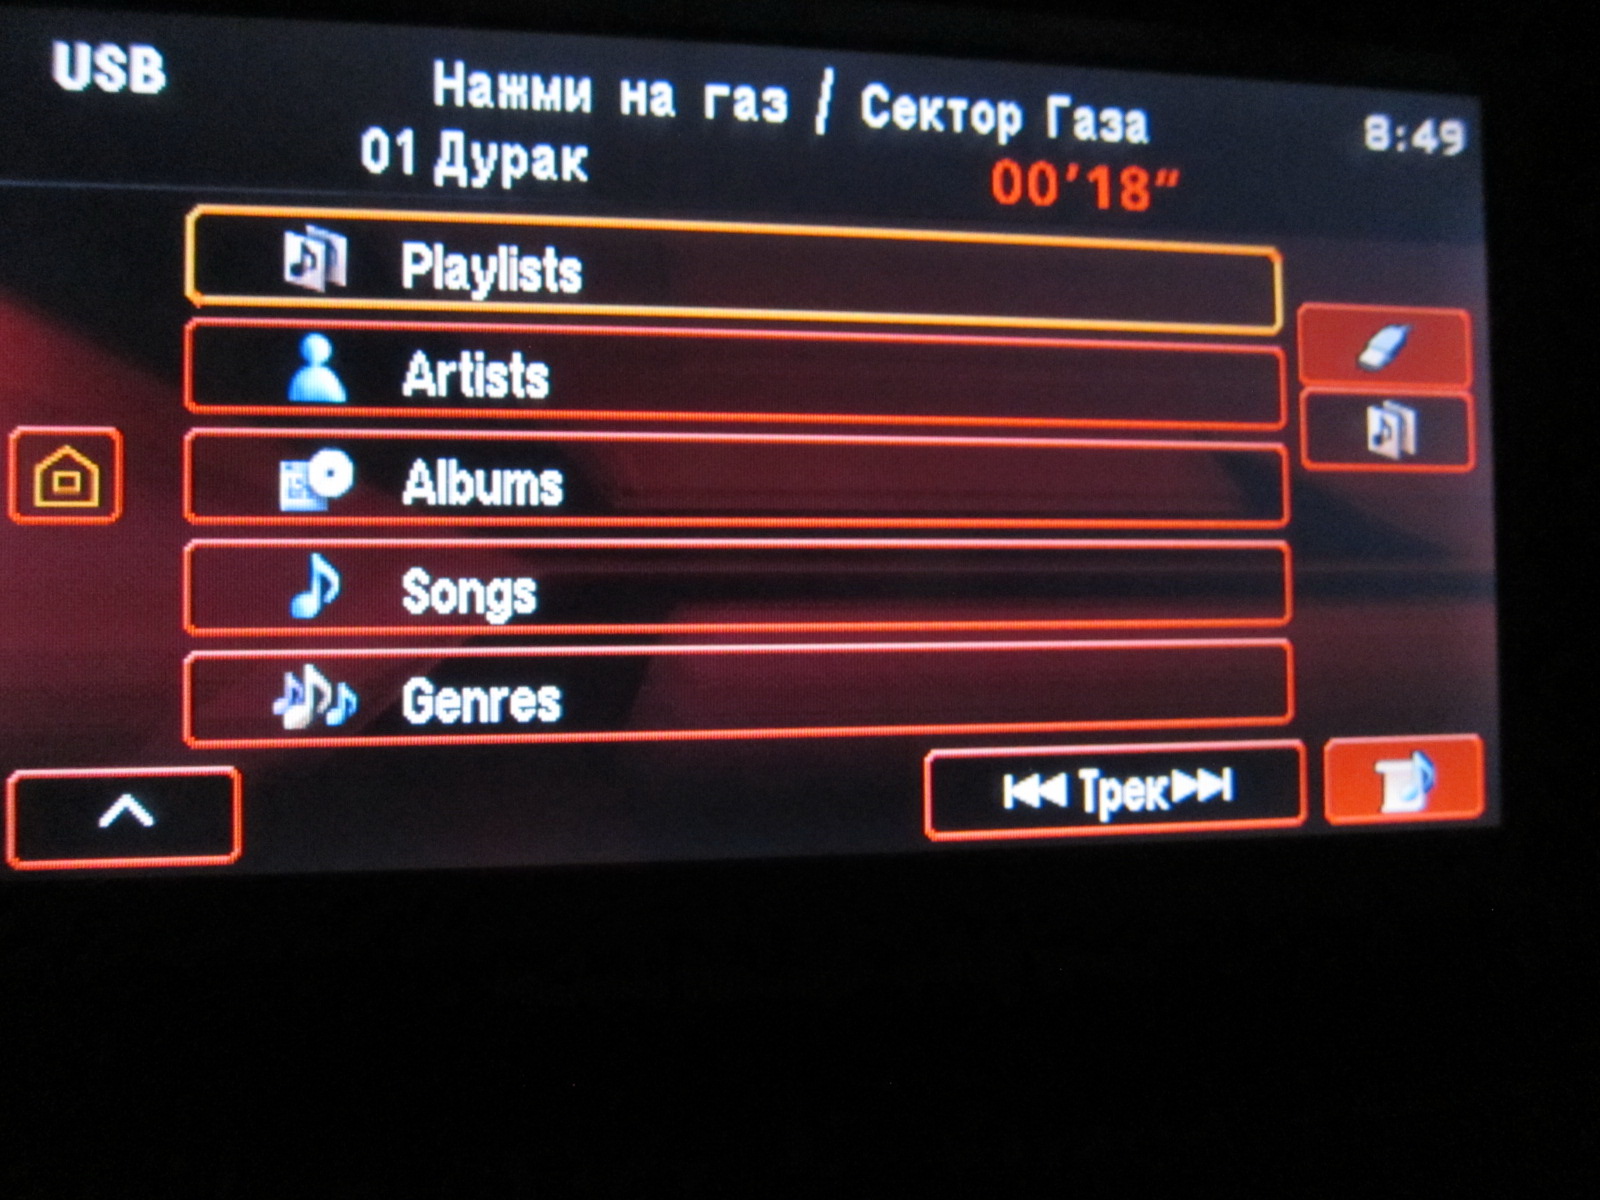 USB
Нажми на газ / Сектор Газа
8:49
01 Дурак
00'18"
Playlists
Artists
Albums
Songs
Genres
Трек